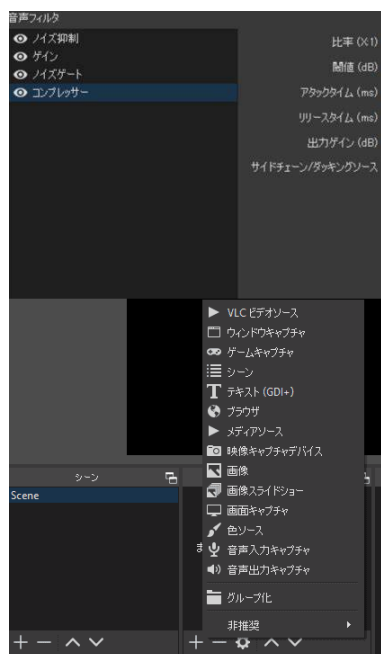 音声フィルタ
ノイズ抑制
ゲイン
ノイズゲート
コンプレッサー
比率 (X:1)
閾値 (dB)
アタックタイム (ms)
リリースタイム (ms)
出力ゲイン (dB)
サイドチェーン/ダッキングソース
VLC ビデオソース
ウィンドウキャプチャ
ゲームキャプチャ
シーン
テキスト (GDI+)
ブラウザ
メディアソース
映像キャプチャデバイス
画像
画像スライドショー
画面キャプチャ
色ソース
音声入力キャプチャ
音声出力キャプチャ
グループ化
非推奨
シーン
Scene
ま